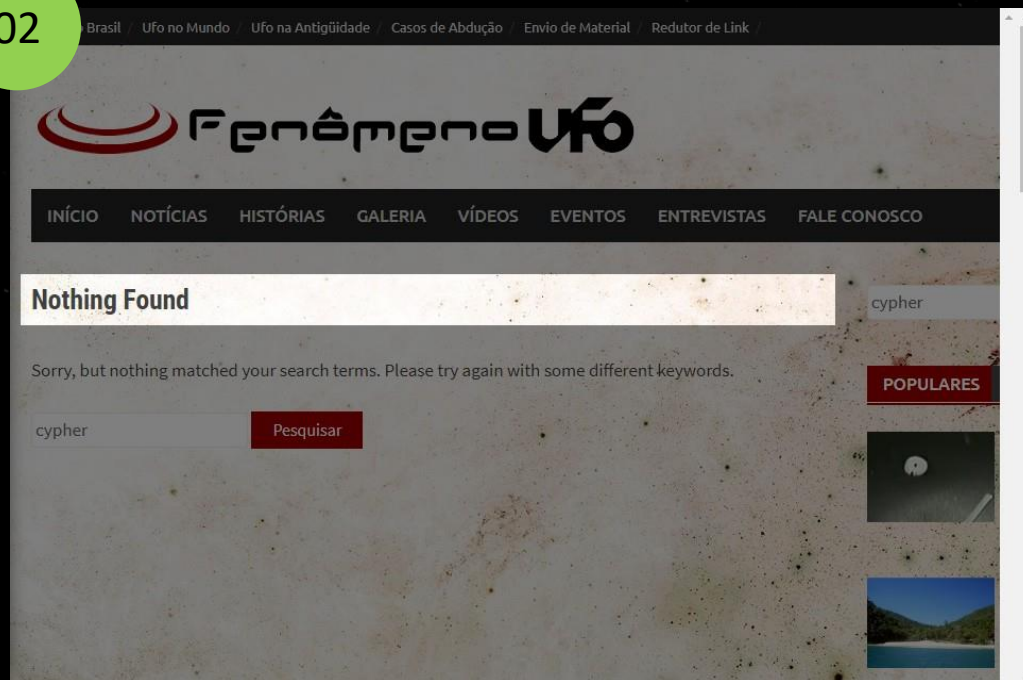 02
Brasil / Ufo no Mundo / Ufo na Antigüidade / Casos de Abdução / Envio de Material / Redutor de Link /
Fenômeno UFO
INÍCIO NOTÍCIAS HISTÓRIAS GALERIA VÍDEOS EVENTOS ENTREVISTAS FALE CONOSCO
Nothing Found
cypher
Sorry, but nothing matched your search terms. Please try again with some different keywords.
POPULARES
cypher Pesquisar